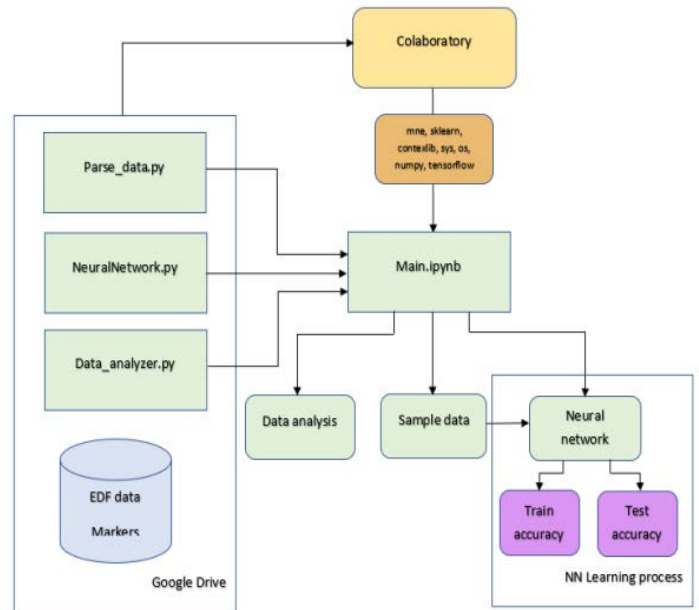 Colaboratory
mne, sklearn,
contexlib, sys, os,
numpy, tensorflow
Parse_data.py
NeuralNetwork.py
Main.ipynb
Data_analyzer.py
Data analysis
Sample data
Neural
network
EDF data
Markers
Train
accuracy
Test
accuracy
Google Drive
NN Learning process